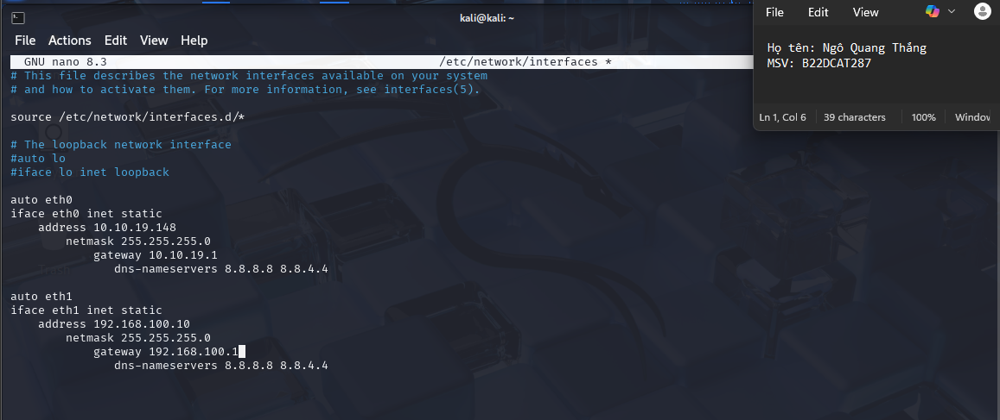 kali@kali: ~
File Actions Edit View Help
GNU nano 8.3 /etc/network/interfaces *
# This file describes the network interfaces available on your system
# and how to activate them. For more information, see interfaces(5).
source /etc/network/interfaces.d/*
# The loopback network interface
#auto lo
#iface lo inet loopback
auto eth0
iface eth0 inet static
address 10.10.19.148
netmask 255.255.255.0
gateway 10.10.19.1
dns-nameservers 8.8.8.8 8.8.4.4
auto eth1
iface eth1 inet static
address 192.168.100.10
netmask 255.255.255.0
gateway 192.168.100.1
dns-nameservers 8.8.8.8 8.8.4.4
File Edit View
Họ tên: Ngô Quang Thắng
MSV: B22DCAT287
Ln 1, Col 6 39 characters 100% Window
Trash